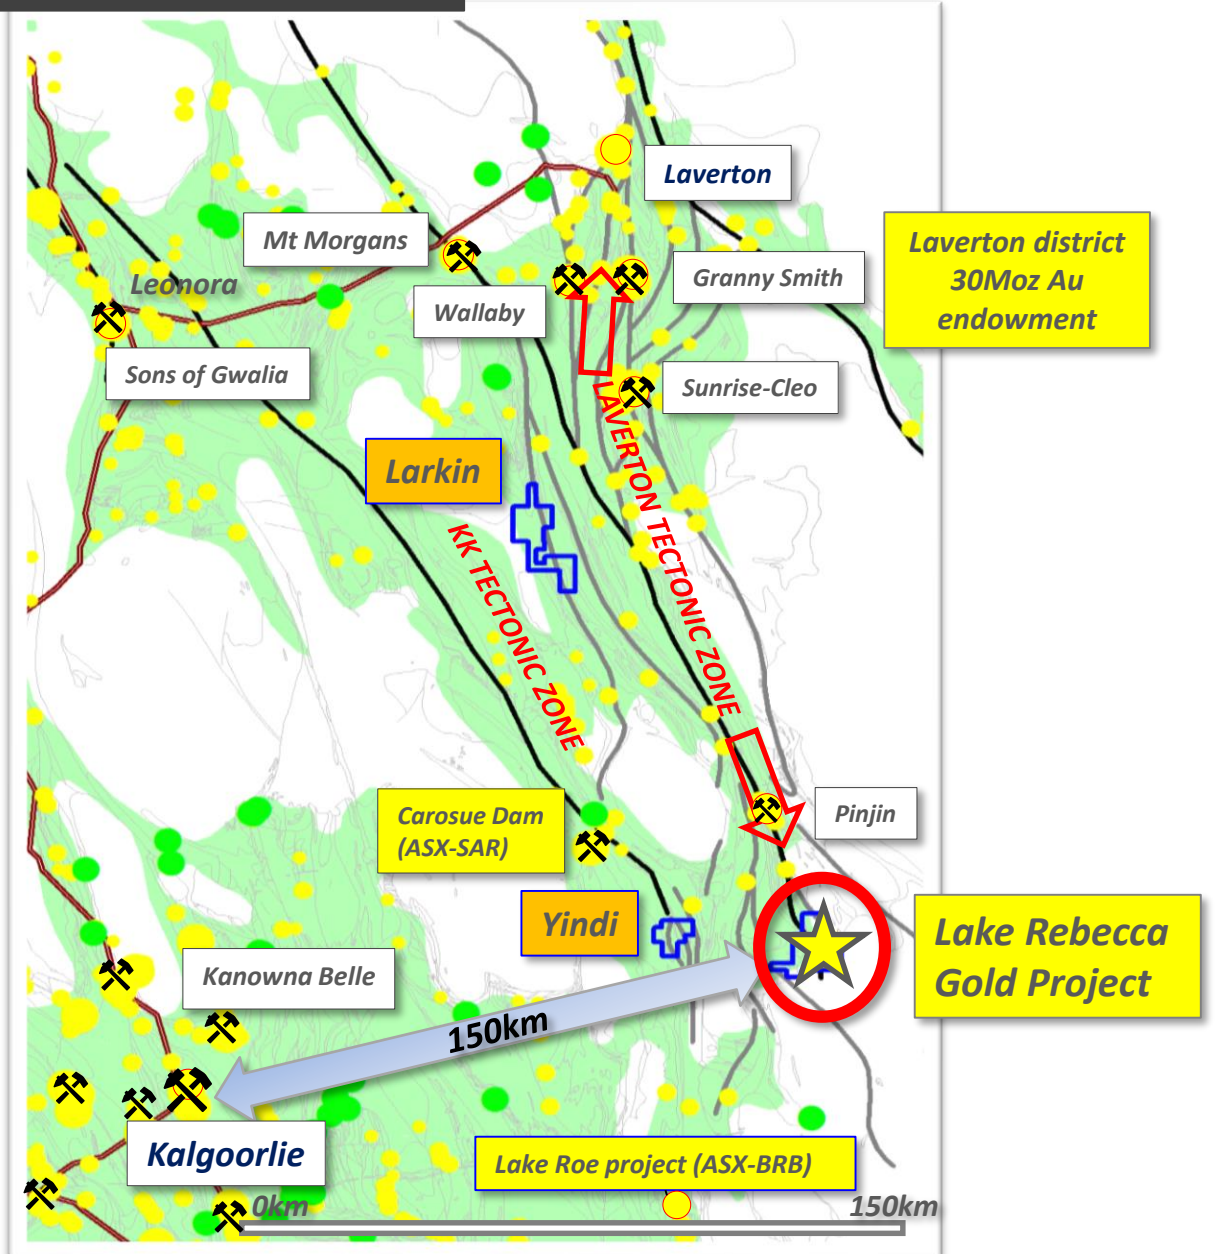 Laverton
Mt Morgans
Laverton district
30Moz Au
endowment
Leonora
Granny Smith
Wallaby
Sons of Gwalia
Sunrise-Cleo
LAVERTON TECTONIC ZONE
Larkin
KK TECTONIC ZONE
Carosue Dam
(ASX-SAR)
Pinjin
Yindi
Lake Rebecca
Gold Project
Kanowna Belle
150km
Kalgoorlie
Lake Roe project (ASX-BRB)
0km
150km